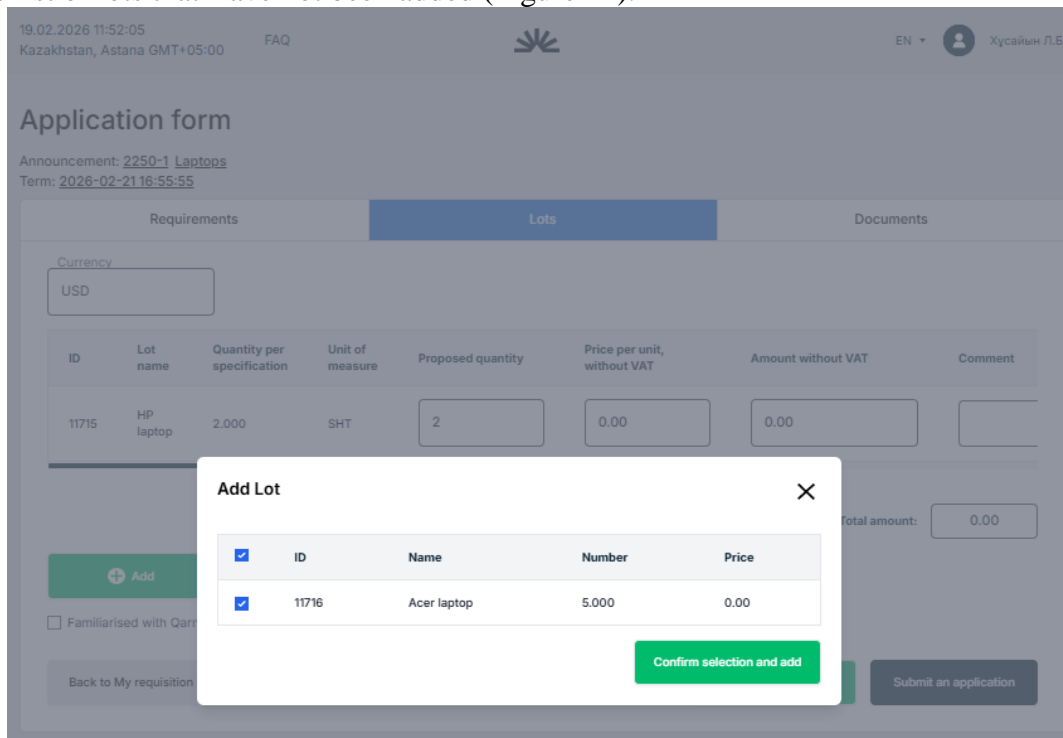 19.02.2026 11:52:05
Kazakhstan, Astana GMT+05:00
FAQ
EN
Хусайын Л.Б
Application form
Announcement: 2250-1 Laptops
Term: 2026-02-21 16:55:55
Requirements
Lots
Documents
Currency
USD
ID
Lot name
Quantity per specification
Unit of measure
Proposed quantity
Price per unit, without VAT
Amount without VAT
Comment
11715
HP laptop
2.000
SHT
2
0.00
0.00
Add Lot
Total amount:
0.00
ID
Name
Number
Price
11716
Acer laptop
5.000
0.00
Add
Familiarised with
Confirm selection and add
Back to My requisition
Submit an application